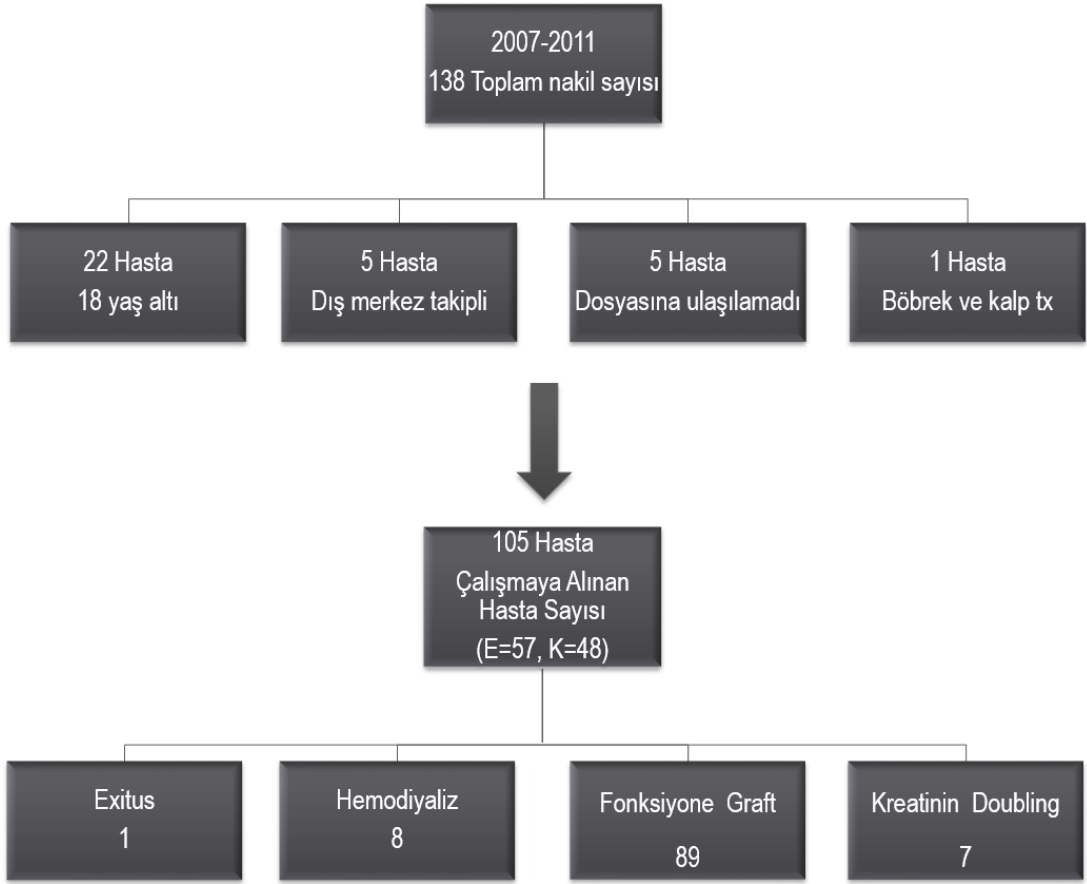 2007-2011
138 Toplam nakil sayısı
22 Hasta
18 yaş altı
5 Hasta
Dış merkez takipli
5 Hasta
Dosyasına ulaşılamadı
1 Hasta
Böbrek ve kalp tx
105 Hasta
Çalışmaya Alınan
Hasta Sayısı
(E=57, K=48)
Exitus
1
Hemodiyaliz
8
Fonksiyone Graft
89
Kreatinin Doubling
7